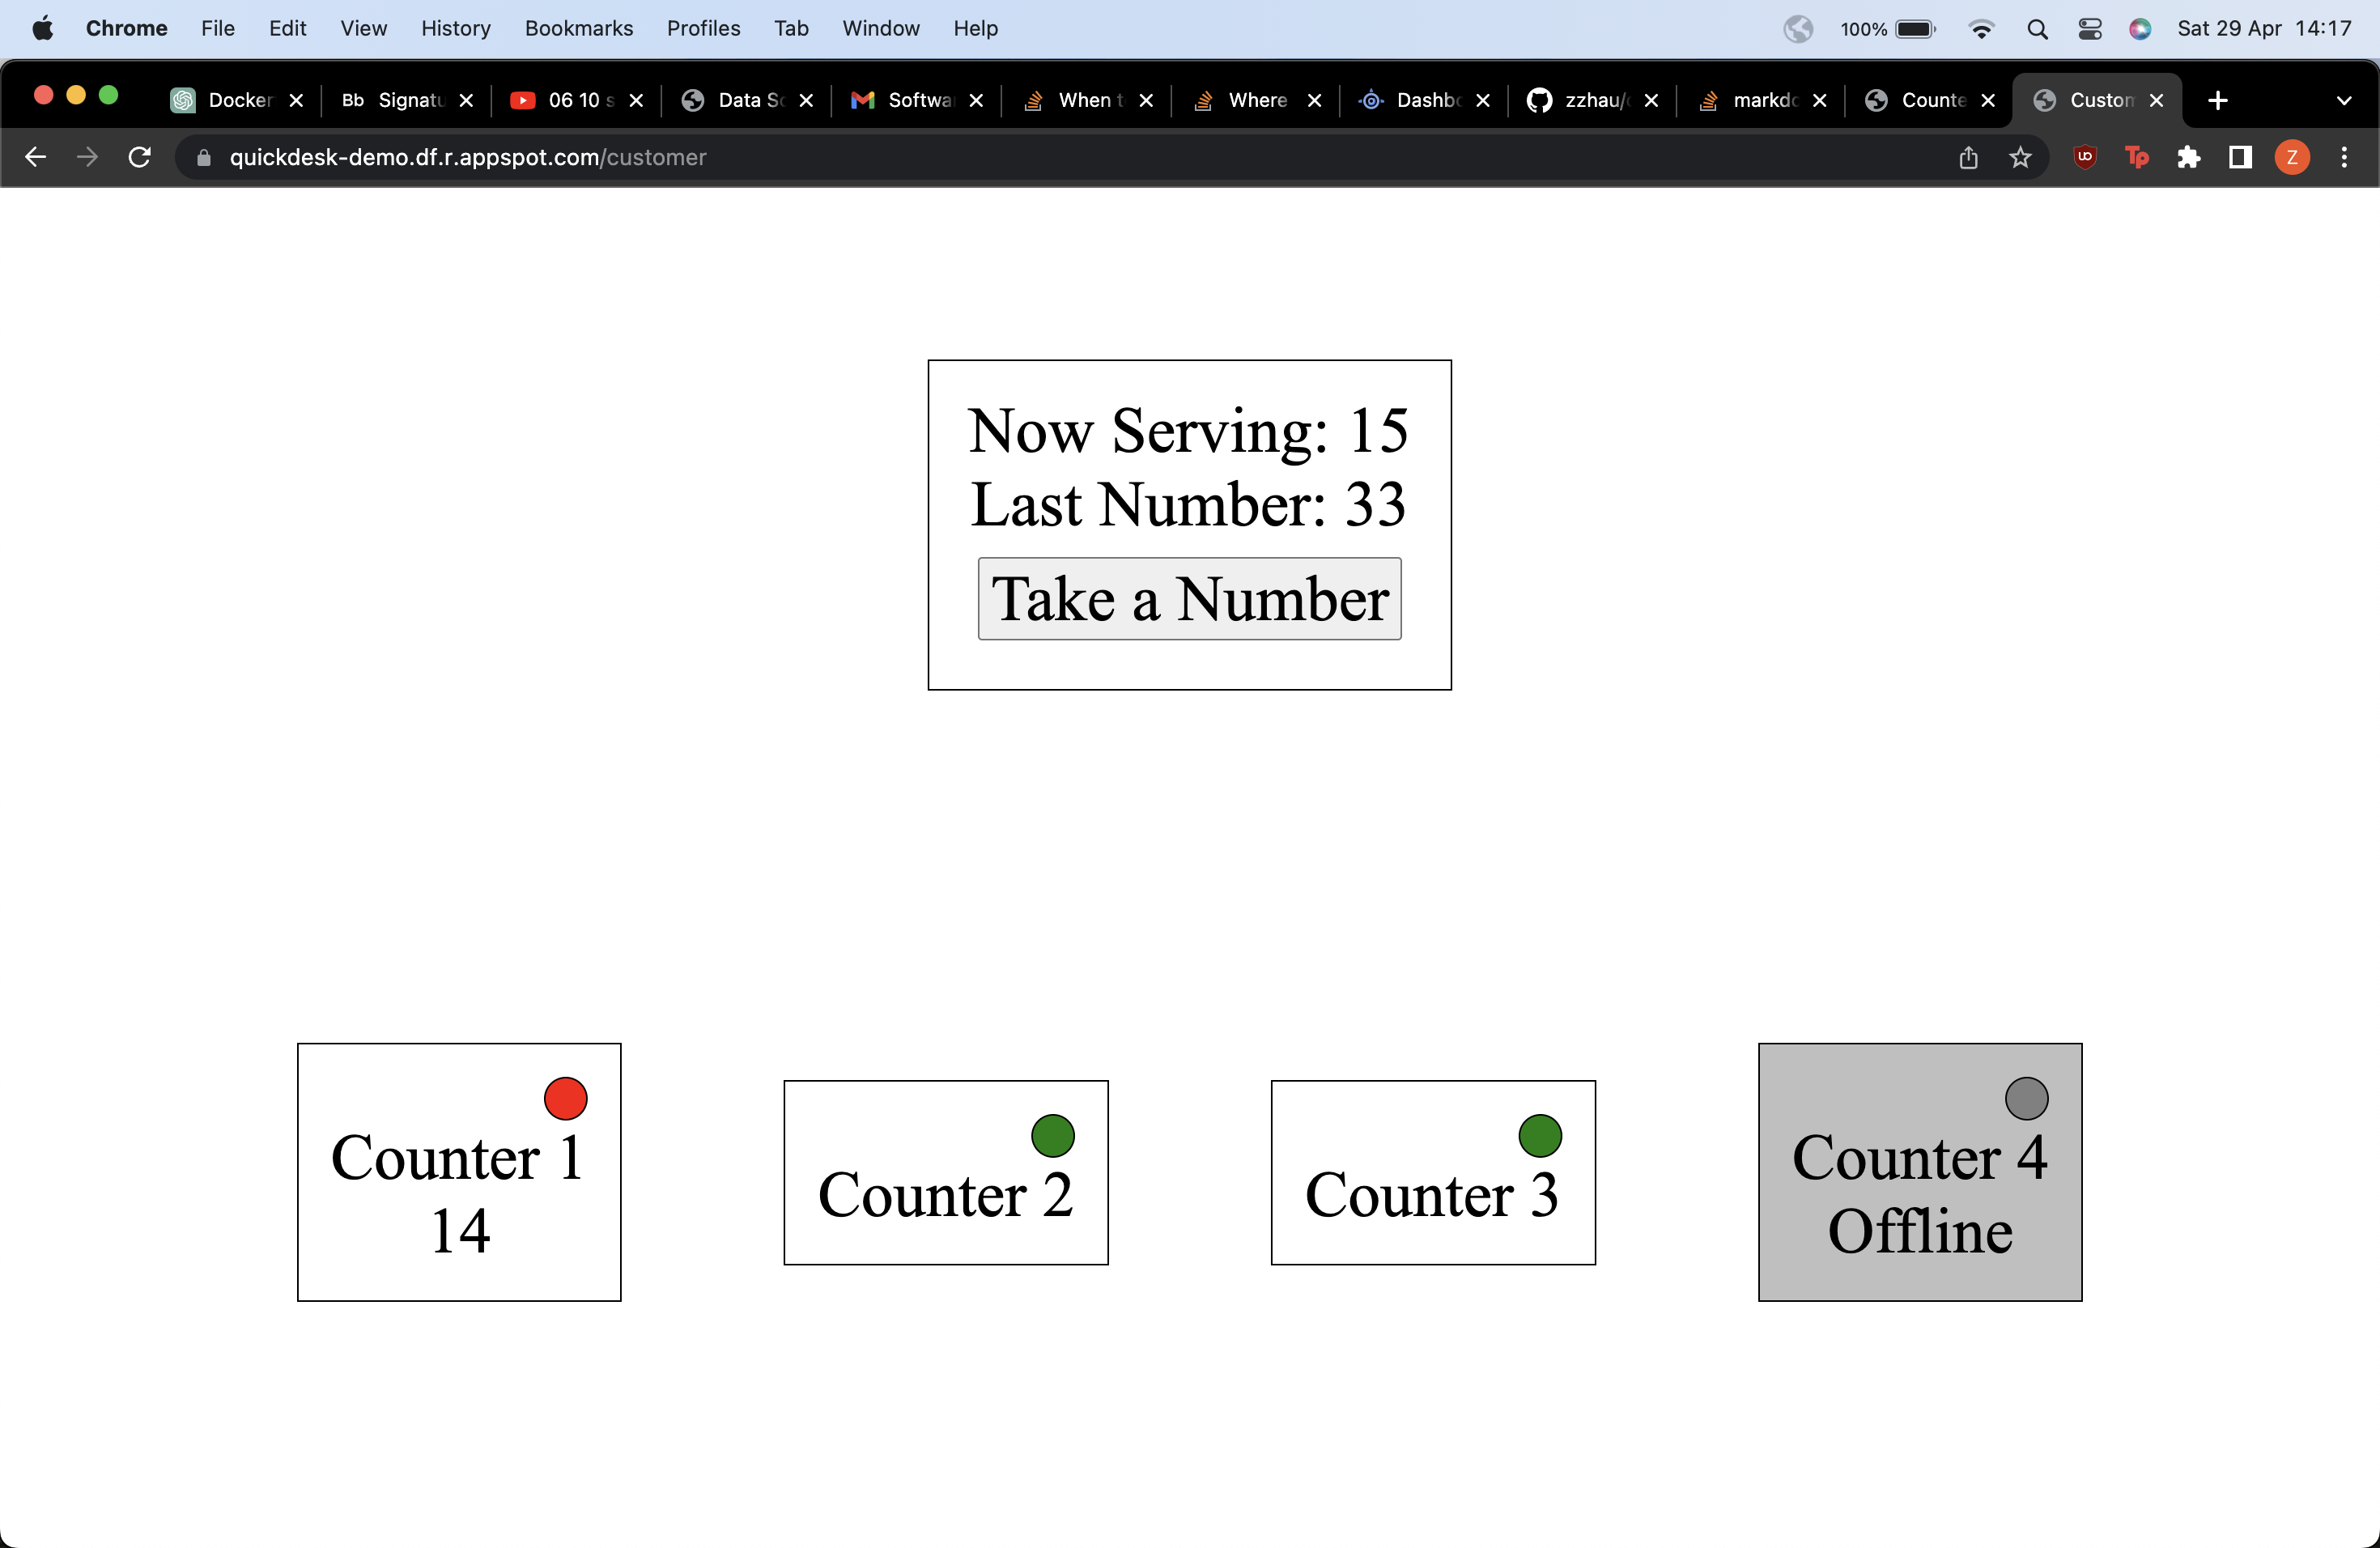 Chrome File Edit View History Bookmarks Profiles Tab Window Help 100% Sat 29 Apr 14:17
Docker Bb Signatu 06 10 s Data Sc Softwa When t Where Dashbo zzhau/ markdo Counte Custom
quickdesk-demo.df.r.appspot.com/customer Tp Z
Now Serving: 15
Last Number: 33
Take a Number
Counter 1
14
Counter 2
Counter 3
Counter 4
Offline